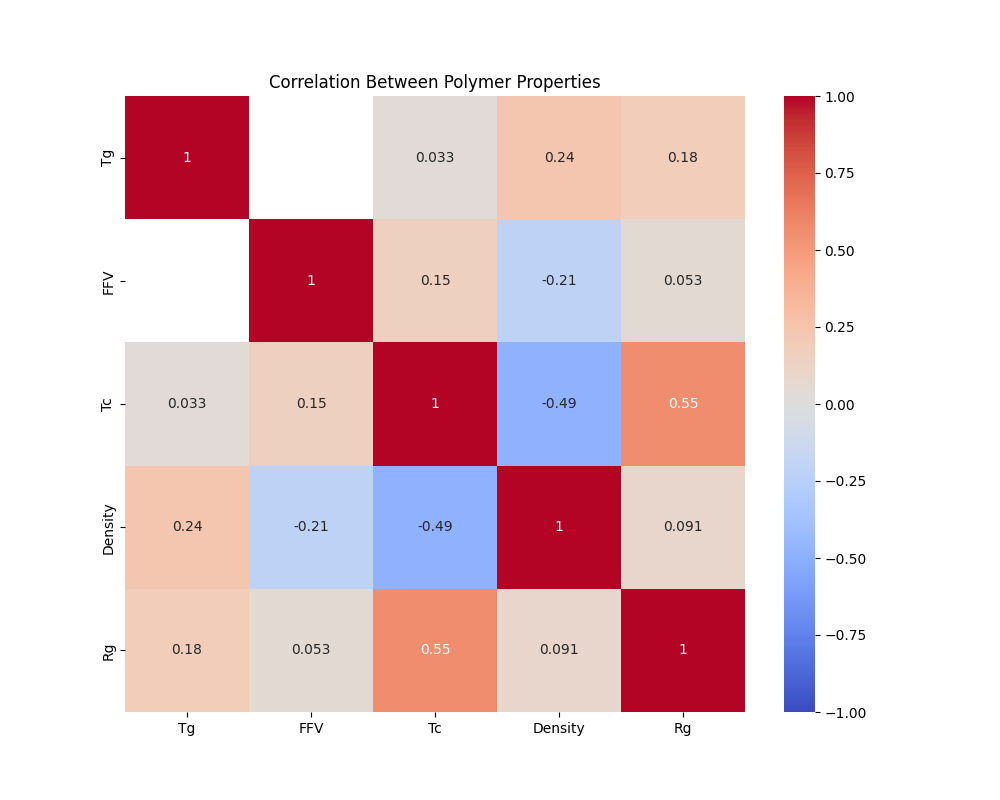 Correlation Between Polymer Properties
Tg
1
0.033
0.24
0.18
FFV
1
0.15
-0.21
0.053
Tc
0.033
0.15
1
-0.49
0.55
Density
0.24
-0.21
-0.49
1
0.091
Rg
0.18
0.053
0.55
0.091
1
Tg
FFV
Tc
Density
Rg
1.00
0.75
0.50
0.25
0.00
−0.25
−0.50
−0.75
−1.00